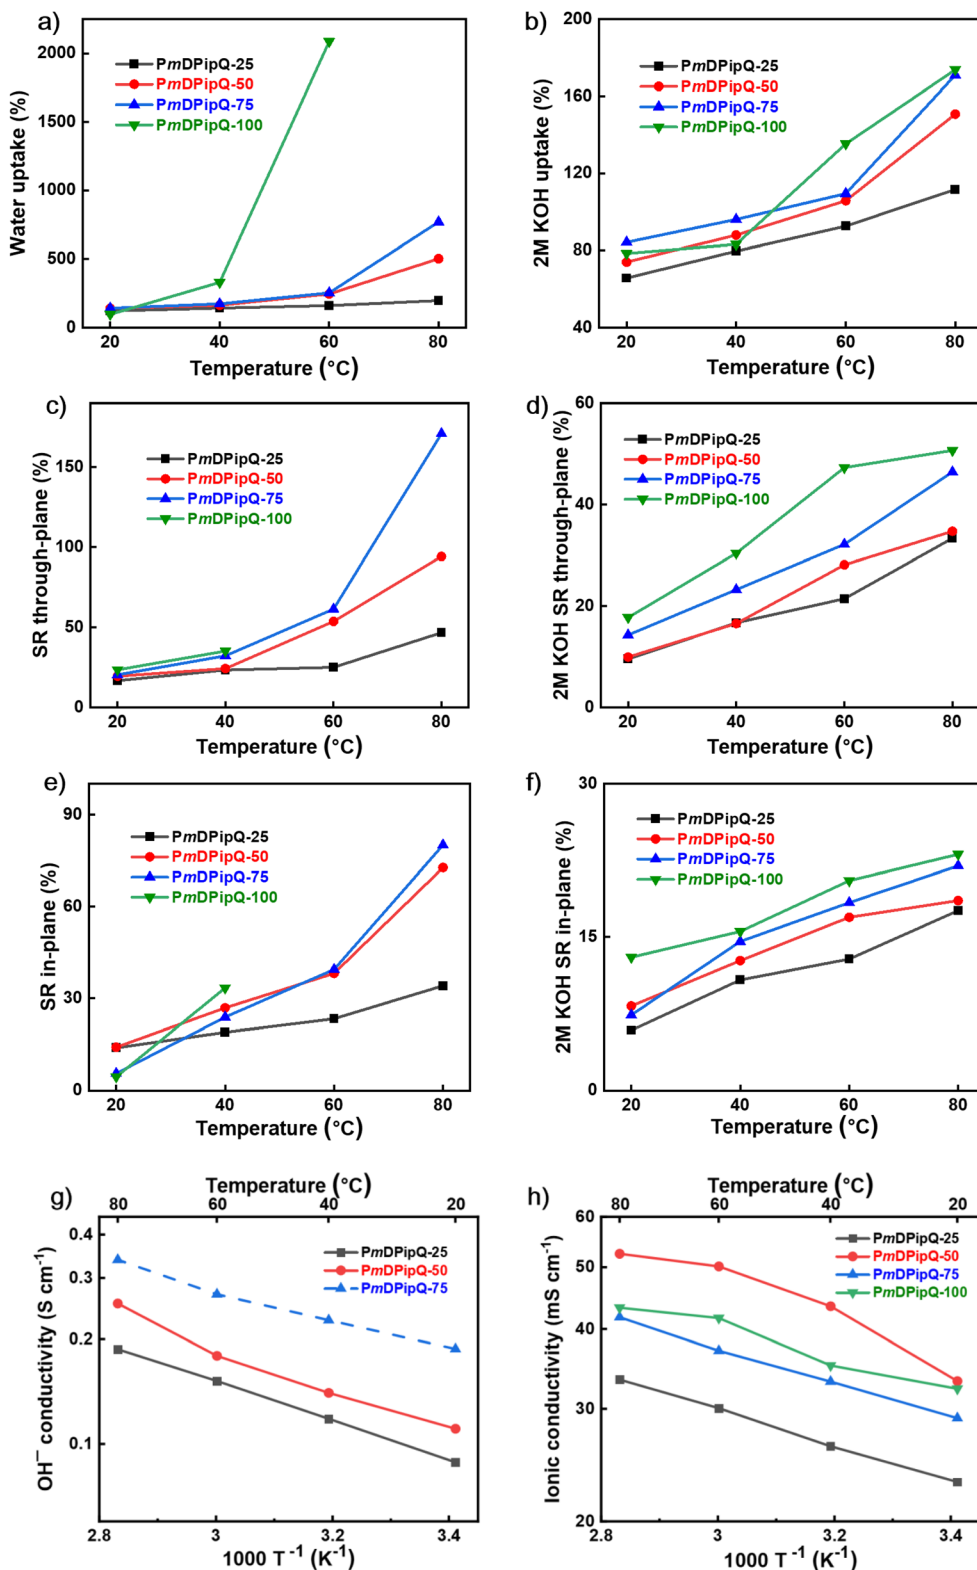 a)
Water uptake (%)
2000
1500
1000
500
0
PmDPipQ-25
PmDPipQ-50
PmDPipQ-75
PmDPipQ-100
20 40 60 80
Temperature (°C)
b)
2M KOH uptake (%)
200
160
120
80
40
PmDPipQ-25
PmDPipQ-50
PmDPipQ-75
PmDPipQ-100
20 40 60 80
Temperature (°C)
c)
SR through-plane (%)
150
100
50
0
PmDPipQ-25
PmDPipQ-50
PmDPipQ-75
PmDPipQ-100
20 40 60 80
Temperature (°C)
d)
2M KOH SR through-plane (%)
60
40
20
0
PmDPipQ-25
PmDPipQ-50
PmDPipQ-75
PmDPipQ-100
20 40 60 80
Temperature (°C)
e)
SR in-plane (%)
90
60
30
0
PmDPipQ-25
PmDPipQ-50
PmDPipQ-75
PmDPipQ-100
20 40 60 80
Temperature (°C)
f)
2M KOH SR in-plane (%)
30
15
0
PmDPipQ-25
PmDPipQ-50
PmDPipQ-75
PmDPipQ-100
20 40 60 80
Temperature (°C)
g)
Temperature (°C)
80 60 40 20
OH⁻ conductivity (S cm⁻¹)
0.4
0.3
0.2
0.1
PmDPipQ-25
PmDPipQ-50
PmDPipQ-75
2.8 3 3.2 3.4
1000 T⁻¹ (K⁻¹)
h)
Temperature (°C)
80 60 40 20
Ionic conductivity (mS cm⁻¹)
60
50
40
30
20
PmDPipQ-25
PmDPipQ-50
PmDPipQ-75
PmDPipQ-100
2.8 3 3.2 3.4
1000 T⁻¹ (K⁻¹)